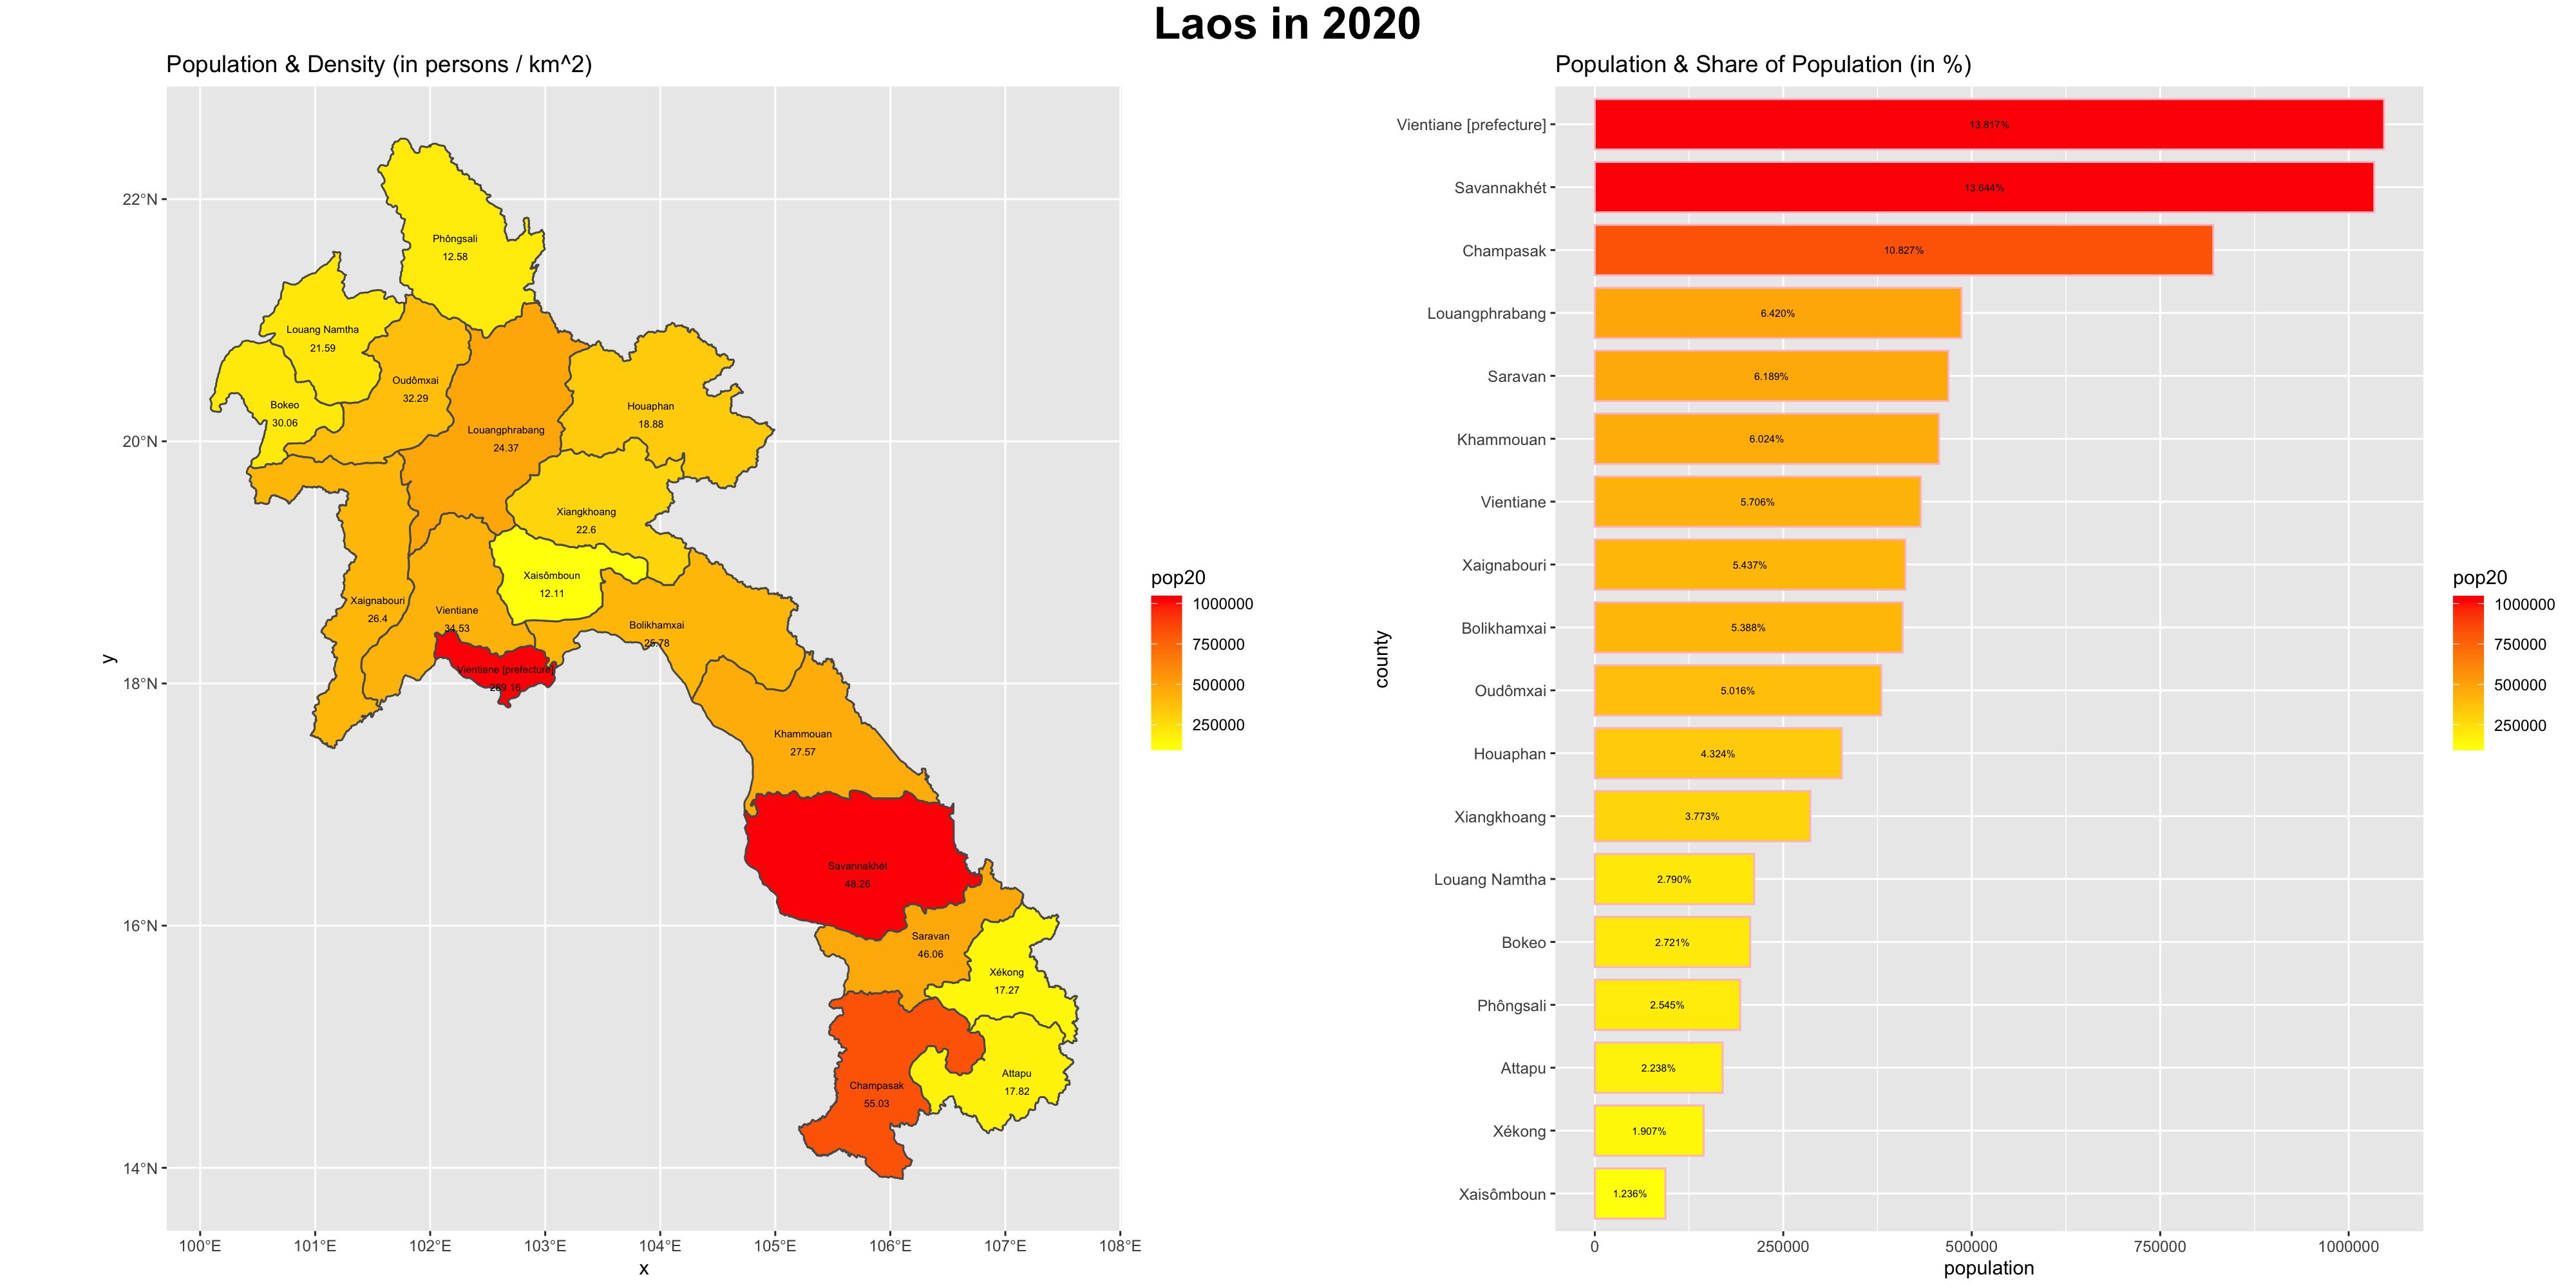 Laos in 2020
Population & Density (in persons / km^2)
22°N
20°N
18°N
16°N
14°N
y
100°E
101°E
102°E
103°E
104°E
105°E
106°E
107°E
108°E
x
Phôngsali
12.58
Louang Namtha
21.59
Oudômxai
32.29
Bokeo
30.06
Houaphan
18.88
Louangphrabang
24.37
Xiangkhoang
22.6
Xaisômboun
12.11
Xaignabouri
26.4
Vientiane
34.53
Bolikhamxai
25.78
Vientiane [prefecture]
269.16
Khammouan
27.57
Savannakhét
48.26
Saravan
46.06
Xékong
17.27
Attapu
17.82
Champasak
55.03
pop20
1000000
750000
500000
250000
Population & Share of Population (in %)
county
Vientiane [prefecture]
13.817%
Savannakhét
13.644%
Champasak
10.827%
Louangphrabang
6.420%
Saravan
6.189%
Khammouan
6.024%
Vientiane
5.706%
Xaignabouri
5.437%
Bolikhamxai
5.388%
Oudômxai
5.016%
Houaphan
4.324%
Xiangkhoang
3.773%
Louang Namtha
2.790%
Bokeo
2.721%
Phôngsali
2.545%
Attapu
2.238%
Xékong
1.907%
Xaisômboun
1.236%
0
250000
500000
750000
1000000
population
pop20
1000000
750000
500000
250000